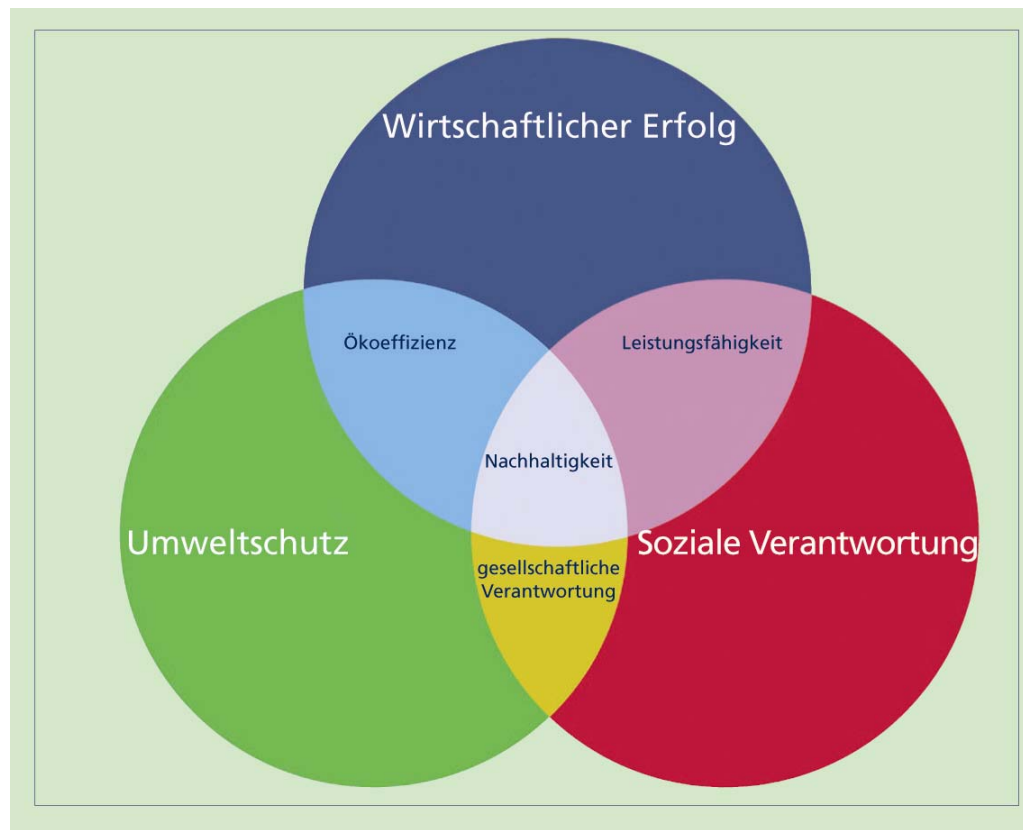 Wirtschaftlicher Erfolg
Ökoeffizienz
Leistungsfähigkeit
Nachhaltigkeit
Umweltschutz
Soziale Verantwortung
gesellschaftliche
Verantwortung